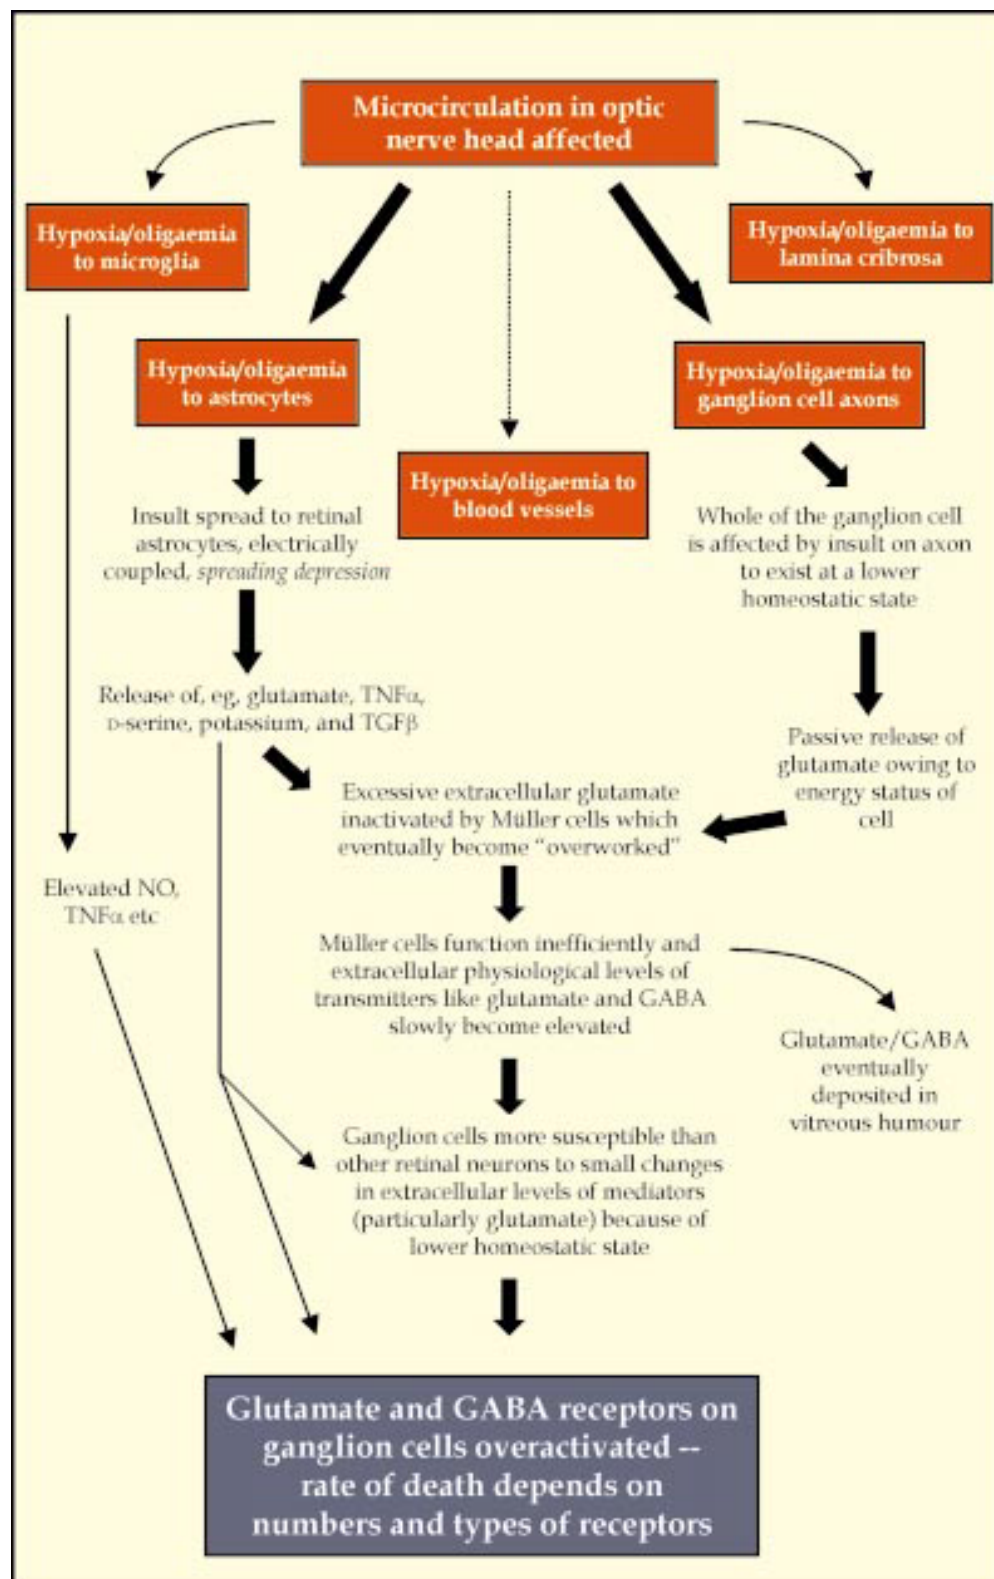 Microcirculation in optic
nerve head affected
Hypoxia/oligaemia
to microglia
Hypoxia/oligaemia to
lamina cribrosa
Hypoxia/oligaemia
to astrocytes
Hypoxia/oligaemia to
ganglion cell axons
Hypoxia/oligaemia to
blood vessels
Insult spread to retinal
astrocytes, electrically
coupled, spreading depression
Whole of the ganglion cell
is affected by insult on axon
to exist at a lower
homeostatic state
Release of, eg, glutamate, TNFα,
D-serine, potassium, and TGFβ
Passive release of
glutamate owing to
energy status of
cell
Excessive extracellular glutamate
inactivated by Müller cells which
eventually become “overworked”
Elevated NO,
TNFα etc
Müller cells function inefficiently and
extracellular physiological levels of
transmitters like glutamate and GABA
slowly become elevated
Glutamate/GABA
eventually
deposited in
vitreous humour
Ganglion cells more susceptible than
other retinal neurons to small changes
in extracellular levels of mediators
(particularly glutamate) because of
lower homeostatic state
Glutamate and GABA receptors on
ganglion cells overactivated --
rate of death depends on
numbers and types of receptors